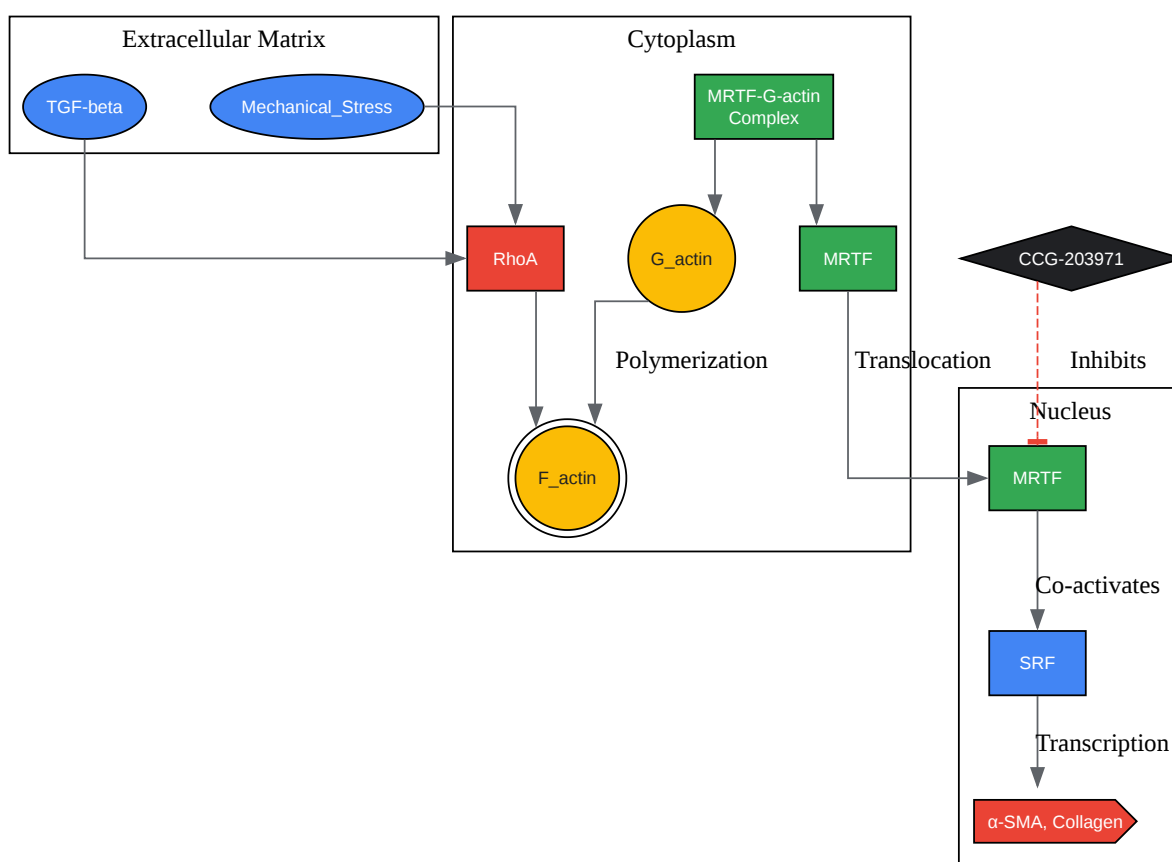 Extracellular Matrix
Cytoplasm
TGF-beta
Mechanical_Stress
MRTF-G-actin
Complex
RhoA
G_actin
MRTF
CCG-203971
Polymerization
Translocation
Inhibits
Nucleus
F_actin
MRTF
Co-activates
SRF
Transcription
α-SMA, Collagen